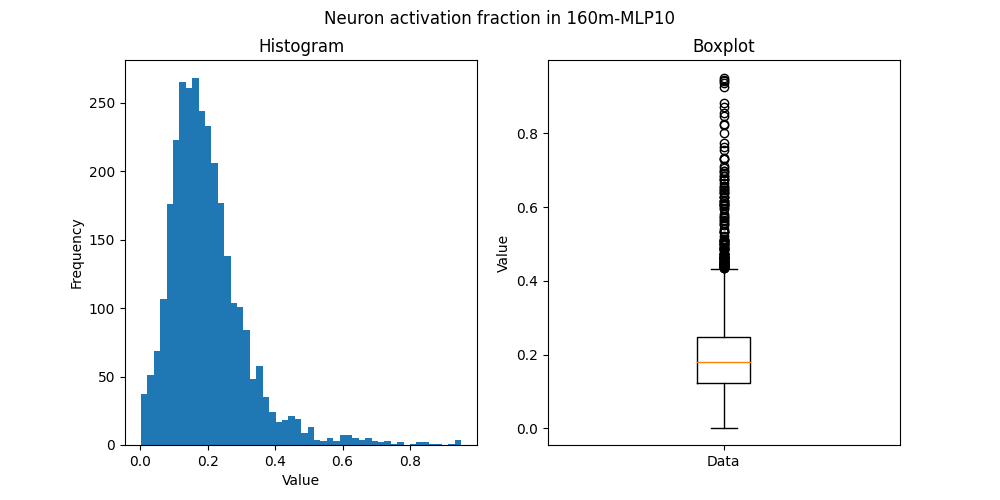 Neuron activation fraction in 160m-MLP10
Histogram
Frequency
250
200
150
100
50
0
0.0 0.2 0.4 0.6 0.8
Value
Boxplot
Value
0.8
0.6
0.4
0.2
0.0
Data